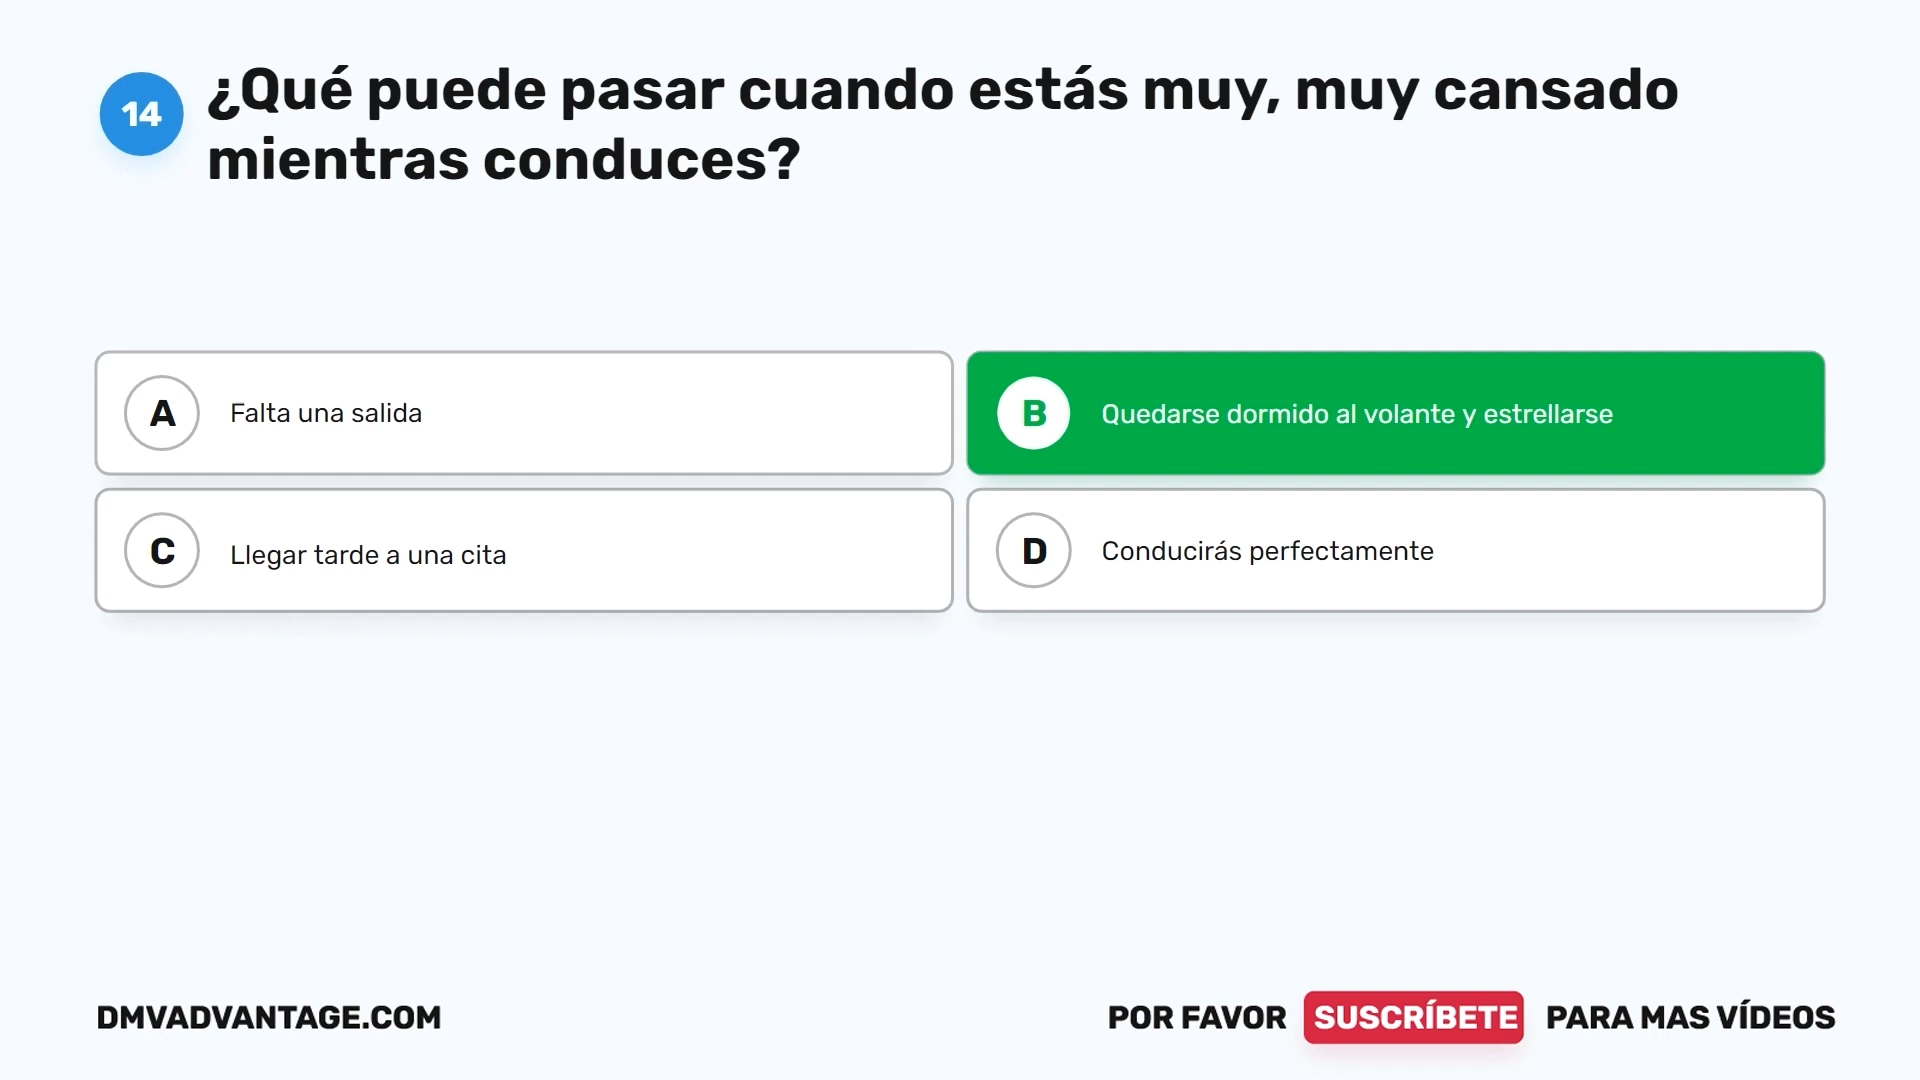 14
¿Qué puede pasar cuando estás muy, muy cansado
mientras conduces?
A Falta una salida
B Quedarse dormido al volante y estrellarse
C Llegar tarde a una cita
D Conducirás perfectamente
DMVADVANTAGE.COM
POR FAVOR SUSCRÍBETE PARA MAS VÍDEOS